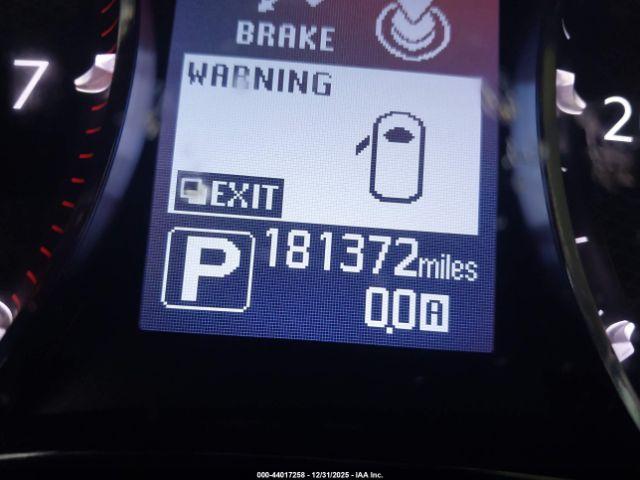 BRAKE
7
WARNING
2
EXIT
P
181372miles
0.0A
000-44017258 - 12/31/2025 - IAA Inc.